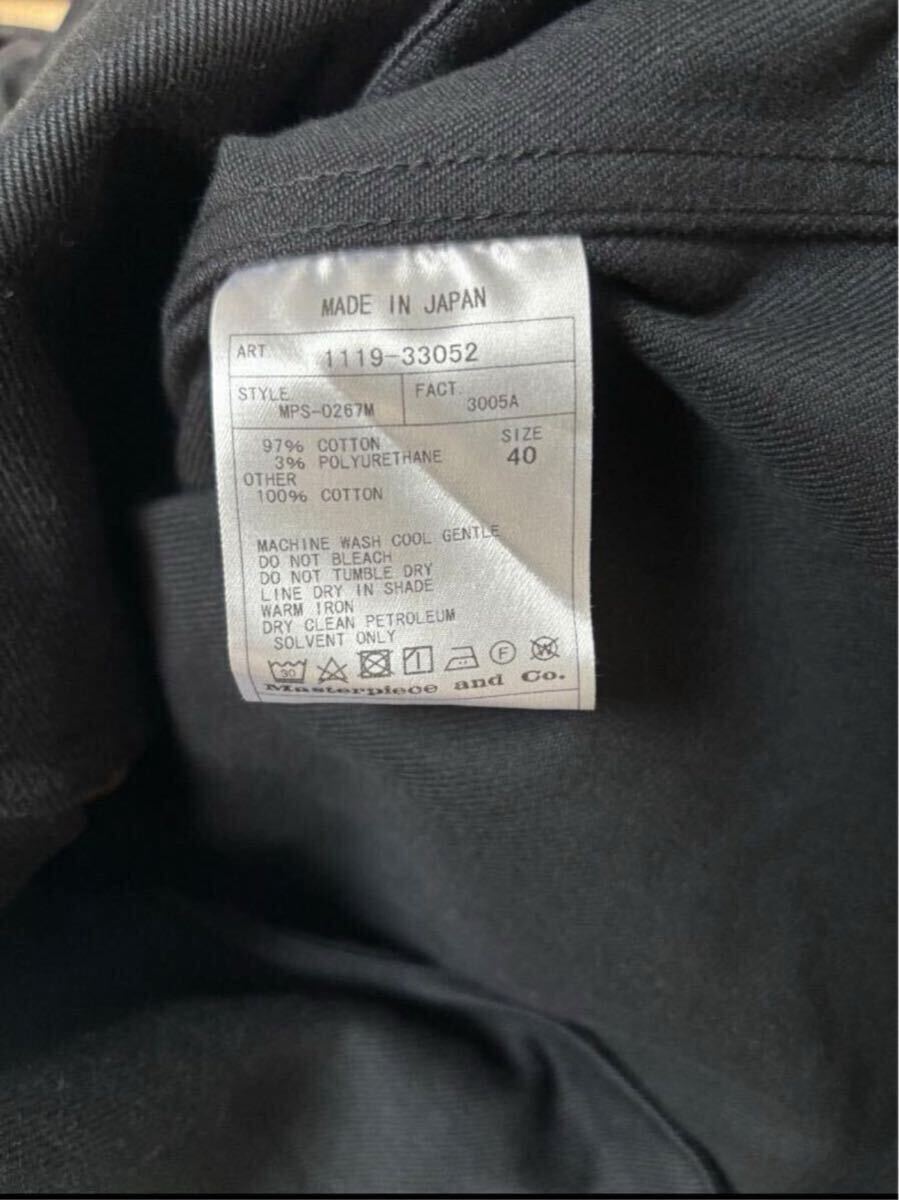 MADE IN JAPAN
ART. 1119-33052
STYLE MPS-0267M
FACT. 3005A
97% COTTON
3% POLYURETHANE
OTHER
100% COTTON
SIZE
40
MACHINE WASH COOL GENTLE
DO NOT BLEACH
DO NOT TUMBLE DRY
LINE DRY IN SHADE
WARM IRON
DRY CLEAN PETROLEUM
SOLVENT ONLY
30 F W
Masterpiece and Co.